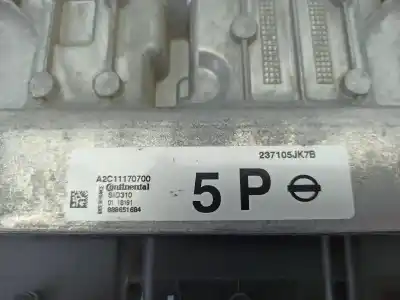 237105JK7B
A2C11170700
Continental
SID310
5P